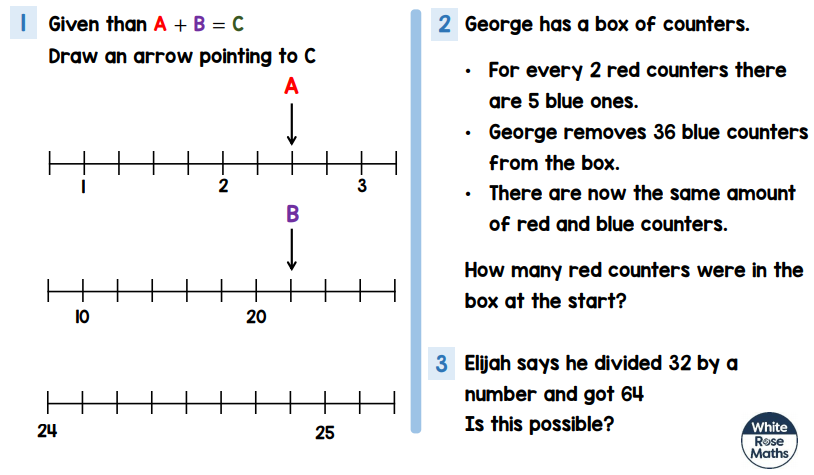 1 Given than A + B = C
Draw an arrow pointing to C
A
1 2 3
B
10 20
24 25
2 George has a box of counters.
• For every 2 red counters there
are 5 blue ones.
• George removes 36 blue counters
from the box.
• There are now the same amount
of red and blue counters.
How many red counters were in the
box at the start?
3 Elijah says he divided 32 by a
number and got 64
Is this possible?
White
Rose
Maths